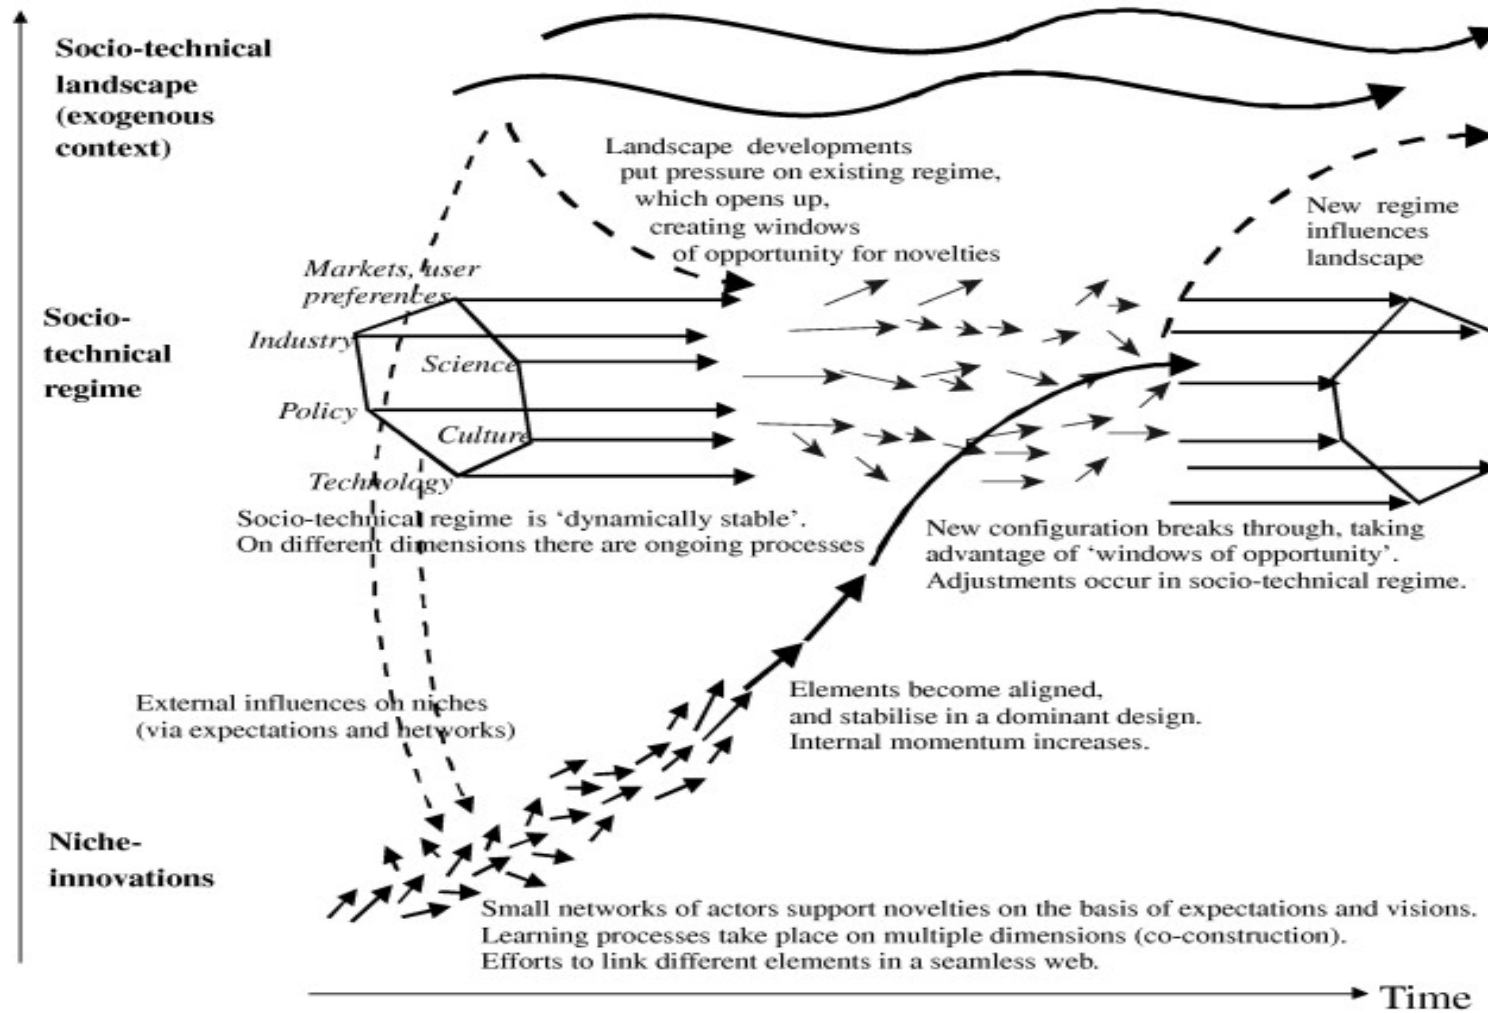 Socio-technical
landscape
(exogenous
context)
Landscape developments
put pressure on existing regime,
which opens up,
creating windows
of opportunity for novelties
New regime
influences
landscape
Markets, user
preferences
Socio-
technical
regime
Industry
Science
Policy
Culture
Technology
Socio-technical regime is ‘dynamically stable’.
On different dimensions there are ongoing processes
New configuration breaks through, taking
advantage of ‘windows of opportunity’.
Adjustments occur in socio-technical regime.
External influences on niches
(via expectations and networks)
Elements become aligned,
and stabilise in a dominant design.
Internal momentum increases.
Niche-
innovations
Small networks of actors support novelties on the basis of expectations and visions.
Learning processes take place on multiple dimensions (co-construction).
Efforts to link different elements in a seamless web.
Time